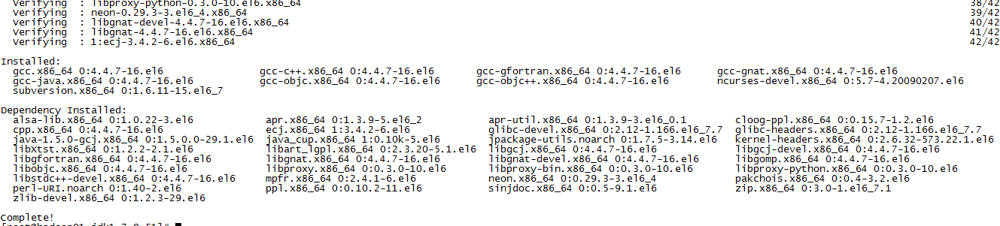 Verifying : libproxy-python-0.3.0-10.el6.x86_64 38/42
Verifying : neon-0.29.3-3.el6_4.x86_64 39/42
Verifying : libgnat-devel-4.4.7-16.el6.x86_64 40/42
Verifying : libgnat-4.4.7-16.el6.x86_64 41/42
Verifying : 1:ecj-3.4.2-6.el6.x86_64 42/42
Installed:
gcc.x86_64 0:4.4.7-16.el6 gcc-c++.x86_64 0:4.4.7-16.el6 gcc-gfortran.x86_64 0:4.4.7-16.el6 gcc-gnat.x86_64 0:4.4.7-16.el6
gcc-java.x86_64 0:4.4.7-16.el6 gcc-objc.x86_64 0:4.4.7-16.el6 gcc-objc++.x86_64 0:4.4.7-16.el6 ncurses-devel.x86_64 0:5.7-4.20090207.el6
subversion.x86_64 0:1.6.11-15.el6_7
Dependency Installed:
alsa-lib.x86_64 0:1.0.22-3.el6 apr.x86_64 0:1.3.9-5.el6_2 apr-util.x86_64 0:1.3.9-3.el6_0.1 cloog-ppl.x86_64 0:0.15.7-1.2.el6
cpp.x86_64 0:4.4.7-16.el6 ecj.x86_64 1:3.4.2-6.el6 glibc-devel.x86_64 0:2.12-1.166.el6_7.7 glibc-headers.x86_64 0:2.12-1.166.el6_7.7
java-1.5.0-gcj.x86_64 0:1.5.0.0-29.1.el6 java_cup.x86_64 1:0.10k-5.el6 jpackage-utils.noarch 0:1.7.5-3.14.el6 kernel-headers.x86_64 0:2.6.32-573.22.1.el6
libXtst.x86_64 0:1.2.2-2.1.el6 libart_lgpl.x86_64 0:2.3.20-5.1.el6 libgcj.x86_64 0:4.4.7-16.el6 libgcj-devel.x86_64 0:4.4.7-16.el6
libgfortran.x86_64 0:4.4.7-16.el6 libgnat.x86_64 0:4.4.7-16.el6 libgnat-devel.x86_64 0:4.4.7-16.el6 libgomp.x86_64 0:4.4.7-16.el6
libobjc.x86_64 0:4.4.7-16.el6 libproxy.x86_64 0:0.3.0-10.el6 libproxy-bin.x86_64 0:0.3.0-10.el6 libproxy-python.x86_64 0:0.3.0-10.el6
libstdc++-devel.x86_64 0:4.4.7-16.el6 mpfr.x86_64 0:2.4.1-6.el6 neon.x86_64 0:0.29.3-3.el6_4 pakchois.x86_64 0:0.4-3.2.el6
perl-URI.noarch 0:1.40-2.el6 ppl.x86_64 0:0.10.2-11.el6 sinjdoc.x86_64 0:0.5-9.1.el6 zip.x86_64 0:3.0-1.el6_7.1
zlib-devel.x86_64 0:1.2.3-29.el6
Complete!
[root@hadoop01 jdk1.7.0_51]#